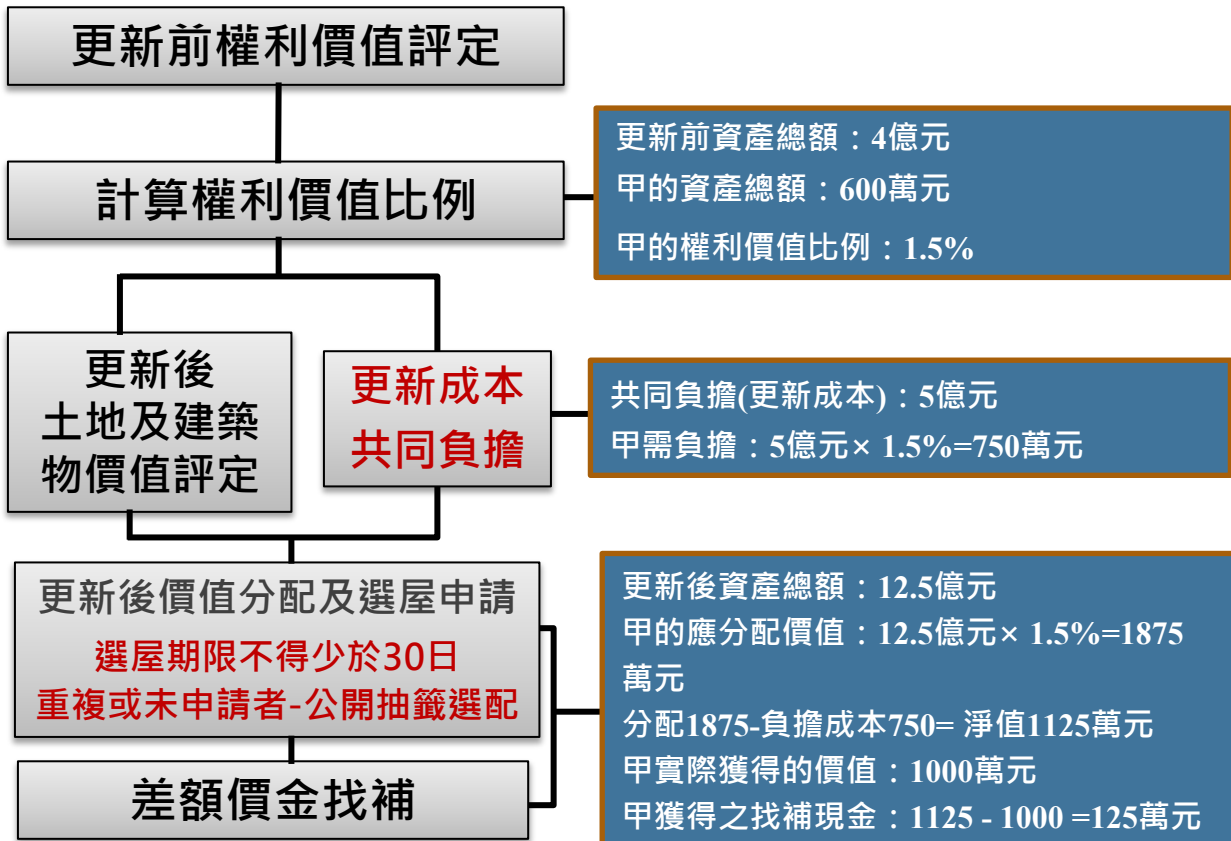 更新前權利價值評定
計算權利價值比例
更新前資產總額：4億元
甲的資產總額：600萬元
甲的權利價值比例：1.5%
更新後
土地及建築
物價值評定
更新成本
共同負擔
共同負擔(更新成本)：5億元
甲需負擔：5億元× 1.5%=750萬元
更新後價值分配及選屋申請
選屋期限不得少於30日
重複或未申請者-公開抽籤選配
差額價金找補
更新後資產總額：12.5億元
甲的應分配價值：12.5億元× 1.5%=1875
萬元
分配1875-負擔成本750= 淨值1125萬元
甲實際獲得的價值：1000萬元
甲獲得之找補現金：1125 - 1000 =125萬元